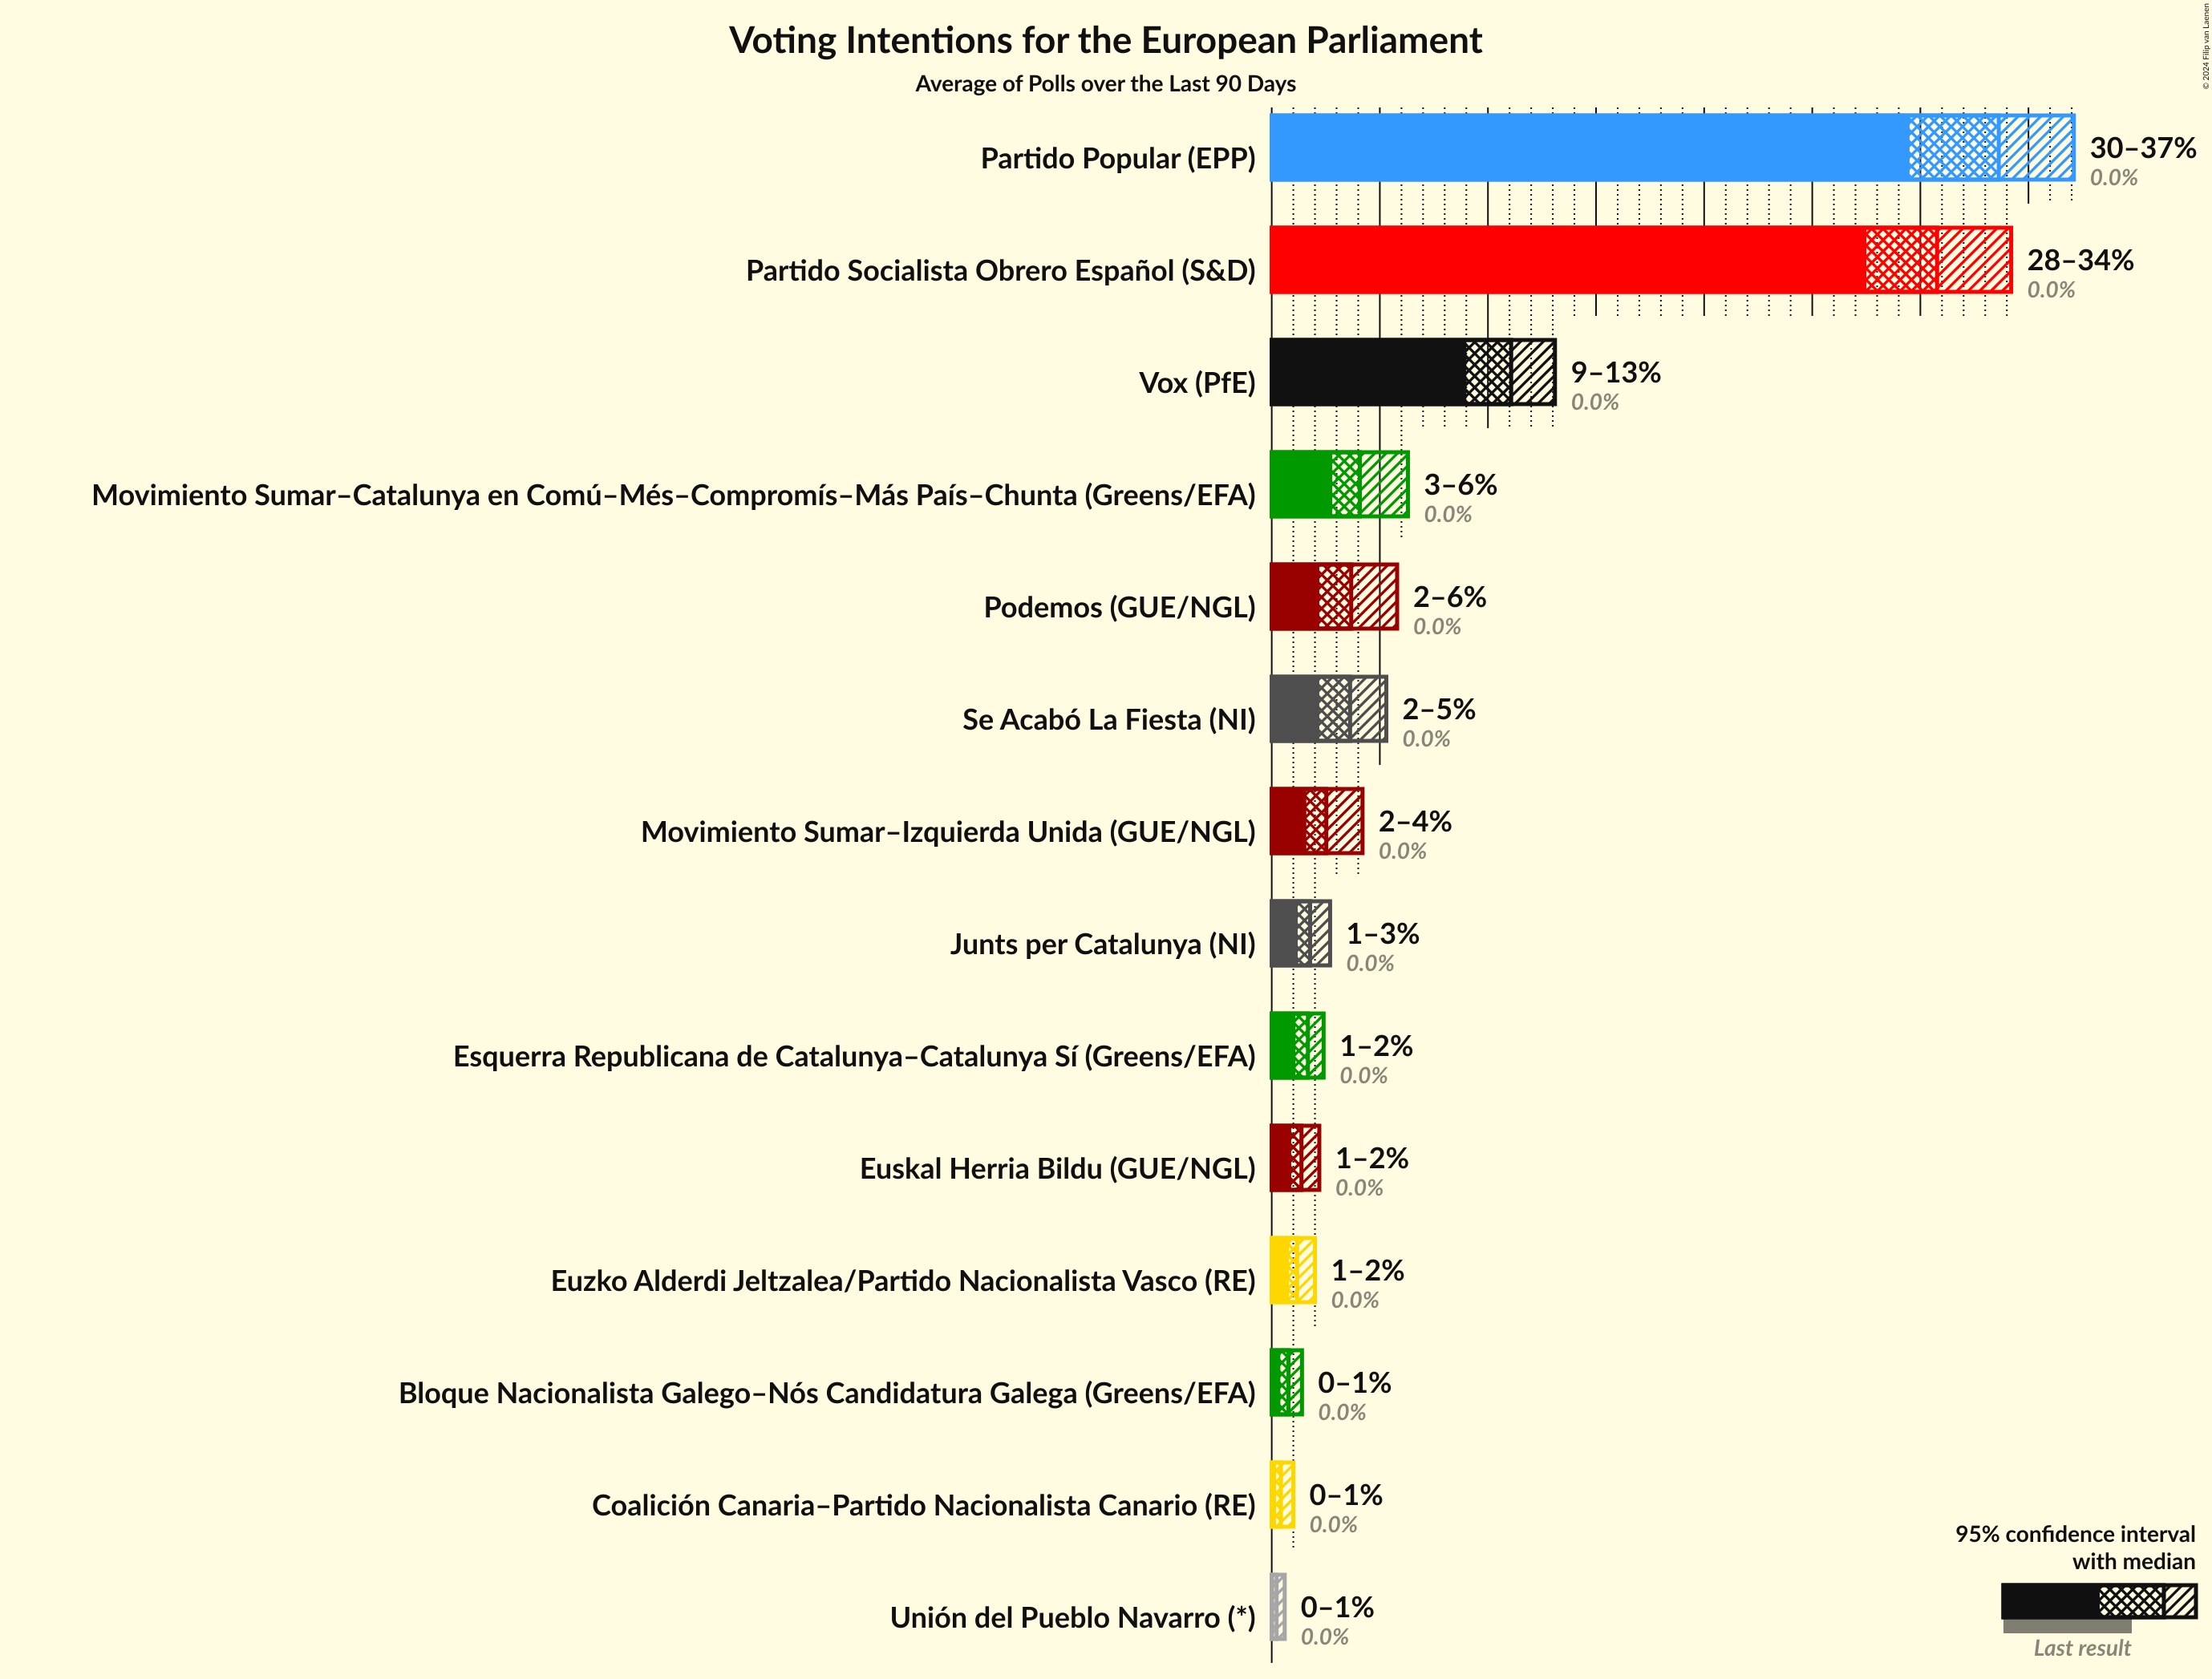 Voting Intentions for the European Parliament
Average of Polls over the Last 90 Days
© 2024 Filip van Laenen
Partido Popular (EPP)
30–37%
0.0%
Partido Socialista Obrero Español (S&D)
28–34%
0.0%
Vox (PfE)
9–13%
0.0%
Movimiento Sumar–Catalunya en Comú–Més–Compromís–Más País–Chunta (Greens/EFA)
3–6%
0.0%
Podemos (GUE/NGL)
2–6%
0.0%
Se Acabó La Fiesta (NI)
2–5%
0.0%
Movimiento Sumar–Izquierda Unida (GUE/NGL)
2–4%
0.0%
Junts per Catalunya (NI)
1–3%
0.0%
Esquerra Republicana de Catalunya–Catalunya Sí (Greens/EFA)
1–2%
0.0%
Euskal Herria Bildu (GUE/NGL)
1–2%
0.0%
Euzko Alderdi Jeltzalea/Partido Nacionalista Vasco (RE)
1–2%
0.0%
Bloque Nacionalista Galego–Nós Candidatura Galega (Greens/EFA)
0–1%
0.0%
Coalición Canaria–Partido Nacionalista Canario (RE)
0–1%
0.0%
Unión del Pueblo Navarro (*)
0–1%
0.0%
95% confidence interval
with median
Last result